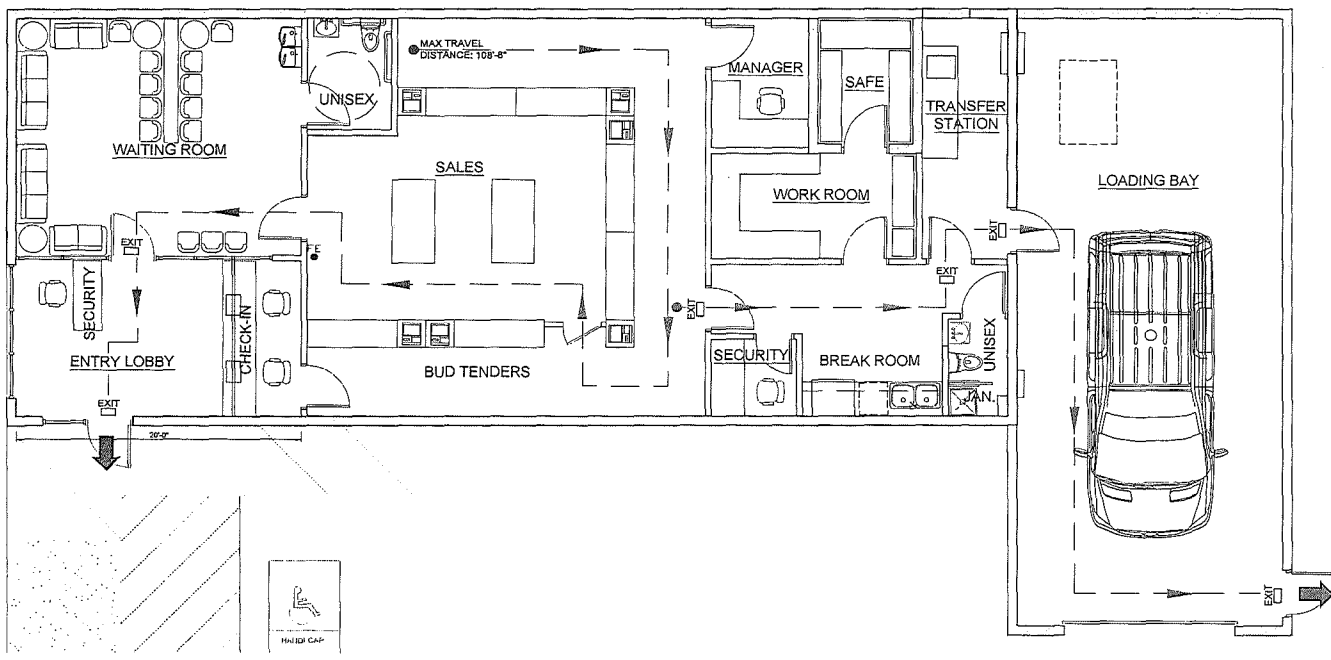 MAX TRAVEL
DISTANCE: 108'-8"
MANAGER
SAFE
UNISEX
TRANSFER
STATION
WAITING ROOM
SALES
WORK ROOM
LOADING BAY
EXIT
FE
EXIT
EXIT
SECURITY
CHECK-IN
EXIT
ENTRY LOBBY
SECURITY
BREAK ROOM
UNISEX
BUD TENDERS
JAN.
EXIT
20'-0"
EXIT
HANDI CAP